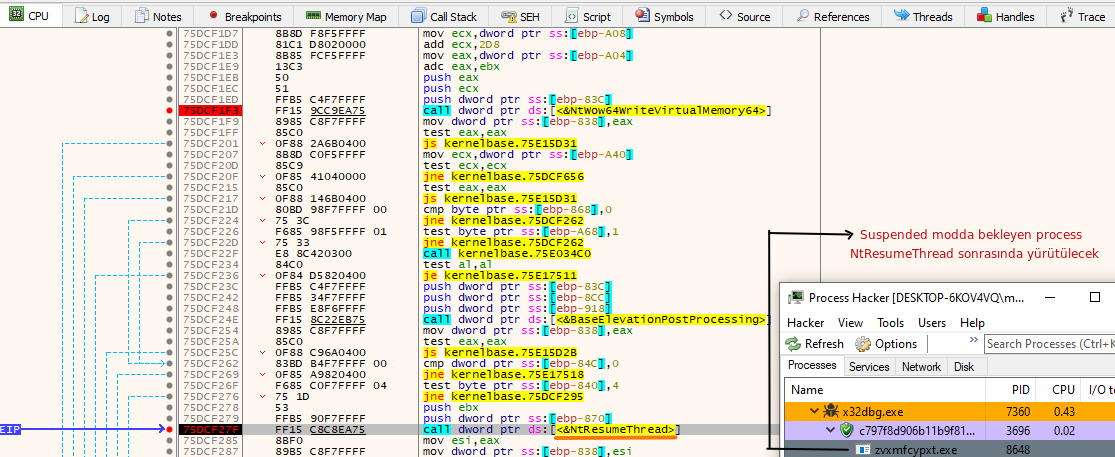 CPU Log Notes Breakpoints Memory Map Call Stack SEH Script Symbols Source References Threads Handles Trace
75DCF1D7 8B8D F8F5FFFF mov ecx,dword ptr ss:[ebp-A08]
75DCF1DD 81C1 D8020000 add ecx,2D8
75DCF1E3 8B85 FCF5FFFF mov eax,dword ptr ss:[ebp-A04]
75DCF1E9 13C3 adc eax,ebx
75DCF1EB 50 push eax
75DCF1EC 51 push ecx
75DCF1ED FFB5 C4F7FFFF push dword ptr ss:[ebp-83C]
75DCF1F3 FF15 9CC9EA75 call dword ptr ds:[<&NtWow64WriteVirtualMemory64>]
75DCF1F9 8985 C8F7FFFF mov dword ptr ss:[ebp-838],eax
75DCF1FF 85C0 test eax,eax
75DCF201 0F88 2A6B0400 js kernelbase.75E15D31
75DCF207 8B8D C0F5FFFF mov ecx,dword ptr ss:[ebp-A40]
75DCF20D 85C9 test ecx,ecx
75DCF20F 0F85 41040000 jne kernelbase.75DCF656
75DCF215 85C0 test eax,eax
75DCF217 0F88 146B0400 js kernelbase.75E15D31
75DCF21D 80BD 98F7FFFF 00 cmp byte ptr ss:[ebp-868],0
75DCF224 75 3C jne kernelbase.75DCF262
75DCF226 F685 98F5FFFF 01 test byte ptr ss:[ebp-A68],1
75DCF22D 75 33 jne kernelbase.75DCF262
75DCF22F E8 8C420300 call kernelbase.75E034C0
75DCF234 84C0 test al,al
75DCF236 0F84 D5820400 je kernelbase.75E17511
75DCF23C FFB5 C4F7FFFF push dword ptr ss:[ebp-83C]
75DCF242 FFB5 34F7FFFF push dword ptr ss:[ebp-8CC]
75DCF248 FFB5 E8F6FFFF push dword ptr ss:[ebp-918]
75DCF24E FF15 8C22EB75 call dword ptr ds:[<&BaseElevationPostProcessing>]
75DCF254 8985 C8F7FFFF mov dword ptr ss:[ebp-838],eax
75DCF25A 85C0 test eax,eax
75DCF25C 0F88 C96A0400 js kernelbase.75E15D2B
75DCF262 83BD B4F7FFFF 00 cmp dword ptr ss:[ebp-84C],0
75DCF269 0F85 A9820400 jne kernelbase.75E17518
75DCF26F F685 C0F7FFFF 04 test byte ptr ss:[ebp-840],4
75DCF276 75 1D jne kernelbase.75DCF295
75DCF278 53 push ebx
75DCF279 FFB5 90F7FFFF push dword ptr ss:[ebp-870]
EIP 75DCF27F FF15 C8C8EA75 call dword ptr ds:[<&NtResumeThread>]
75DCF285 8BF0 mov esi,eax
75DCF287 89B5 C8F7FFFF mov dword ptr ss:[ebp-838],esi
Suspended modda bekleyen process
NtResumeThread sonrasında yürütülecek
Process Hacker [DESKTOP-6KOV4VQ\m...
Hacker View Tools Users Help
Refresh Options » Search Processes (Ctrl+K
Processes Services Network Disk
Name PID CPU I/O to
x32dbg.exe 7360 0.43
c797f8d906b11b9f81... 3696 0.02
zvxmfcypxt.exe 8648